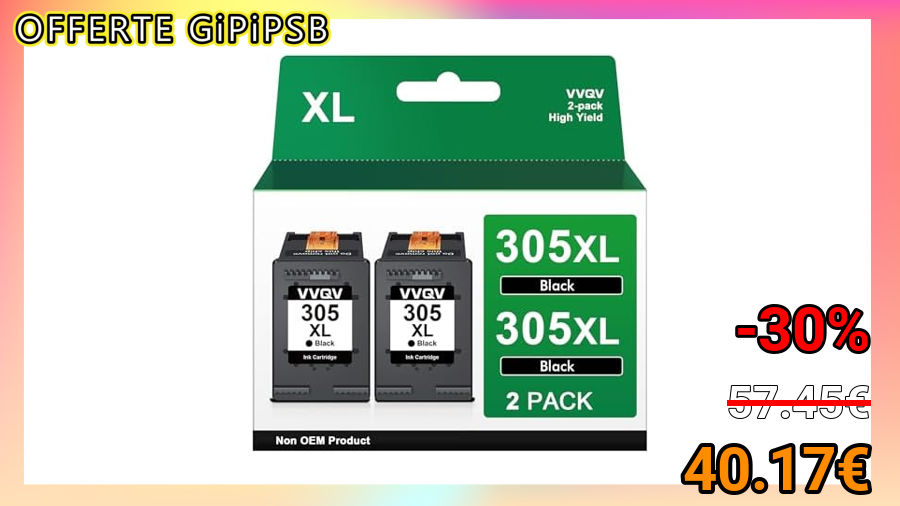 OFFERTE GiPiPSB
XL
VVQV
2-pack
High Yield
305XL
Black
305XL
Black
2 PACK
VVQV
305
XL
Black
Ink Cartridge
VVQV
305
XL
Black
Ink Cartridge
Non OEM Product
-30%
57.45€
40.17€